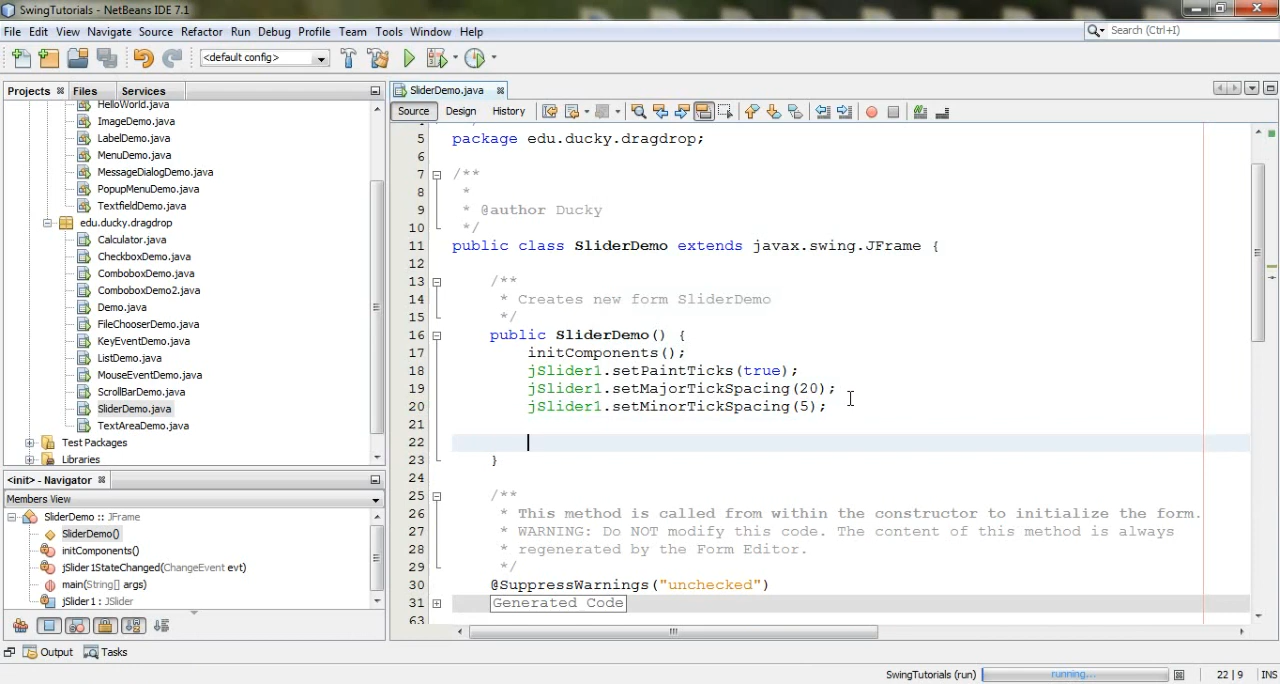 SwingTutorials - NetBeans IDE 7.1
File Edit View Navigate Source Refactor Run Debug Profile Team Tools Window Help
Search (Ctrl+I)
<default config>
Projects Files Services
HelloWorld.java
ImageDemo.java
LabelDemo.java
MenuDemo.java
MessageDialogDemo.java
PopupMenuDemo.java
TextfieldDemo.java
edu.ducky.dragdrop
Calculator.java
CheckboxDemo.java
ComboboxDemo.java
ComboboxDemo2.java
Demo.java
FileChooserDemo.java
KeyEventDemo.java
ListDemo.java
MouseEventDemo.java
ScrollBarDemo.java
SliderDemo.java
TextAreaDemo.java
Test Packages
Libraries
<init> - Navigator
Members View
SliderDemo :: JFrame
SliderDemo()
initComponents()
jSlider1StateChanged(ChangeEvent evt)
main(String[] args)
jSlider1 : JSlider
SliderDemo.java
Source Design History
5 package edu.ducky.dragdrop;
6
7 /**
8 *
9 * @author Ducky
10 */
11 public class SliderDemo extends javax.swing.JFrame {
12
13 /**
14 * Creates new form SliderDemo
15 */
16 public SliderDemo() {
17 initComponents();
18 jSlider1.setPaintTicks(true);
19 jSlider1.setMajorTickSpacing(20);
20 jSlider1.setMinorTickSpacing(5);
21
22
23 }
24
25 /**
26 * This method is called from within the constructor to initialize the form.
27 * WARNING: Do NOT modify this code. The content of this method is always
28 * regenerated by the Form Editor.
29 */
30 @SuppressWarnings("unchecked")
31 Generated Code
63
Output Tasks
SwingTutorials (run) running... 22 | 9 INS